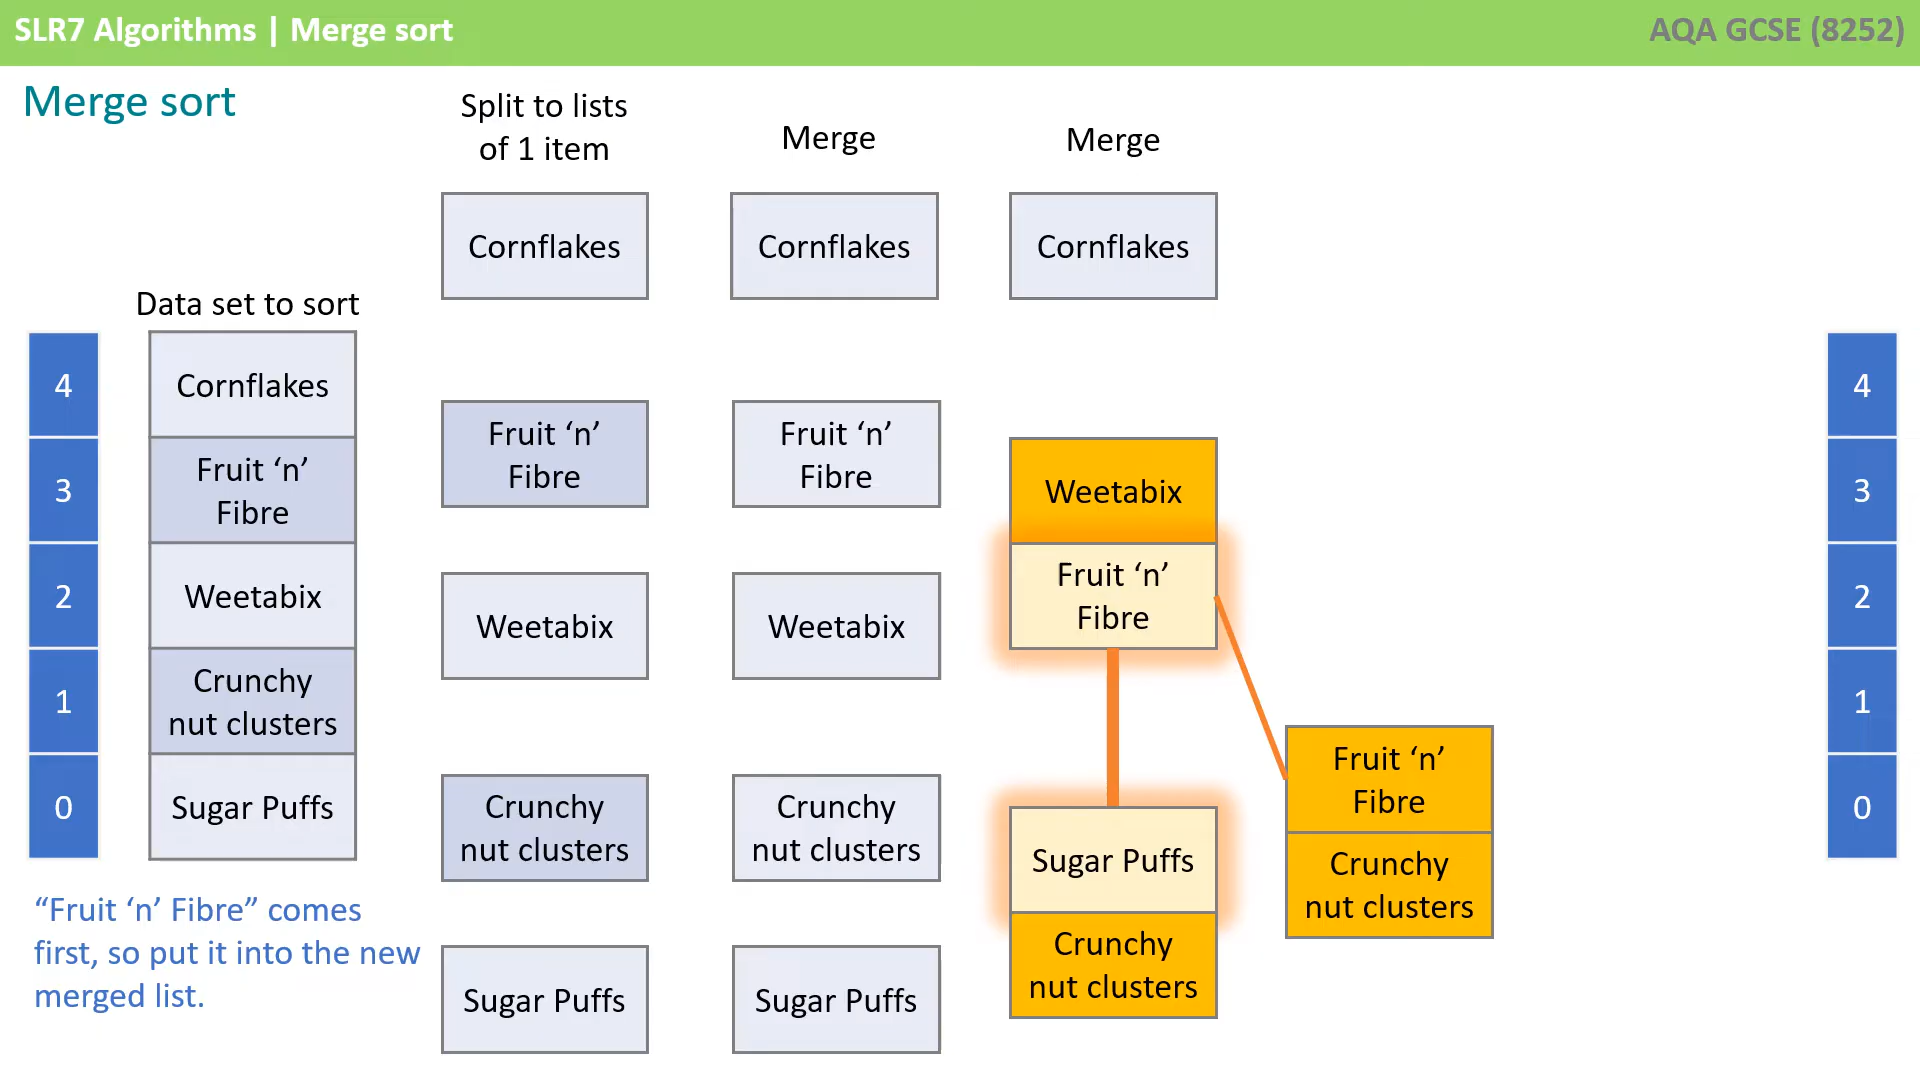 SLR7 Algorithms | Merge sort
AQA GCSE (8252)
Merge sort
Split to lists
of 1 item
Merge
Merge
Data set to sort
4
3
2
1
0
Cornflakes
Fruit ‘n’
Fibre
Weetabix
Crunchy
nut clusters
Sugar Puffs
“Fruit ‘n’ Fibre” comes
first, so put it into the new
merged list.
Cornflakes
Fruit ‘n’
Fibre
Weetabix
Crunchy
nut clusters
Sugar Puffs
Cornflakes
Fruit ‘n’
Fibre
Weetabix
Crunchy
nut clusters
Sugar Puffs
Cornflakes
Weetabix
Fruit ‘n’
Fibre
Sugar Puffs
Crunchy
nut clusters
Fruit ‘n’
Fibre
Crunchy
nut clusters
4
3
2
1
0